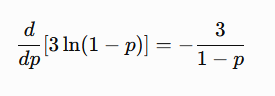 d/dp [3 ln(1 − p)] = − 3/(1 − p)